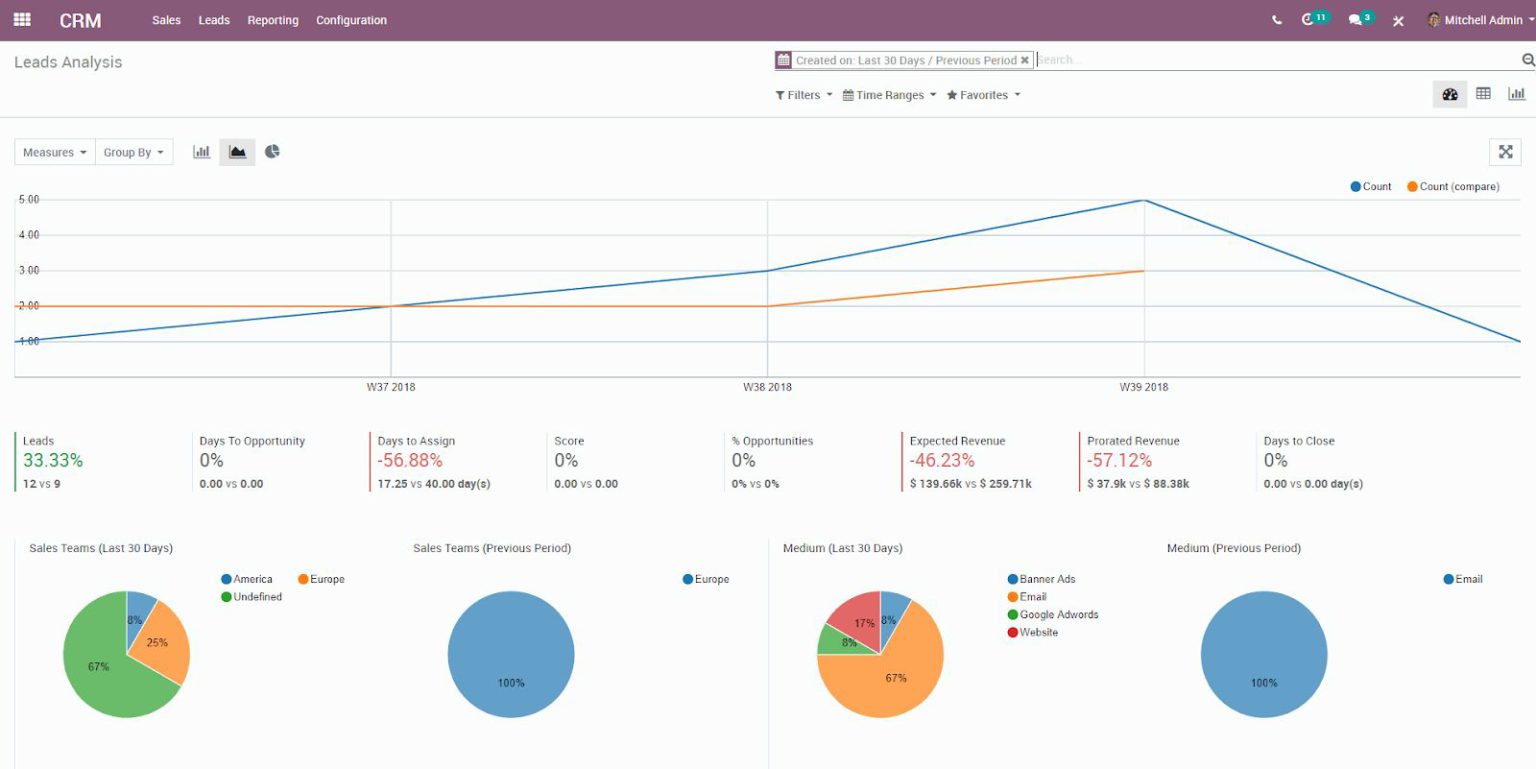 CRM Sales Leads Reporting Configuration 11 3 Mitchell Admin
Leads Analysis
Created on: Last 30 Days / Previous Period ✖ Search...
Filters Time Ranges Favorites
Measures Group By
Count Count (compare)
5.00
4.00
3.00
2.00
1.00
W37 2018 W38 2018 W39 2018
Leads Days To Opportunity Days to Assign Score % Opportunities Expected Revenue Prorated Revenue Days to Close
33.33% 0% -56.88% 0% 0% -46.23% -57.12% 0%
12 vs 9 0.00 vs 0.00 17.25 vs 40.00 day(s) 0.00 vs 0.00 0% vs 0% $ 139.66k vs $ 259.71k $ 37.9k vs $ 88.38k 0.00 vs 0.00 day(s)
Sales Teams (Last 30 Days) Sales Teams (Previous Period) Medium (Last 30 Days) Medium (Previous Period)
America Europe Europe Banner Ads Email
Undefined Email
Google Adwords
Website
8% 25% 67%
100%
17% 8% 8% 67%
100%